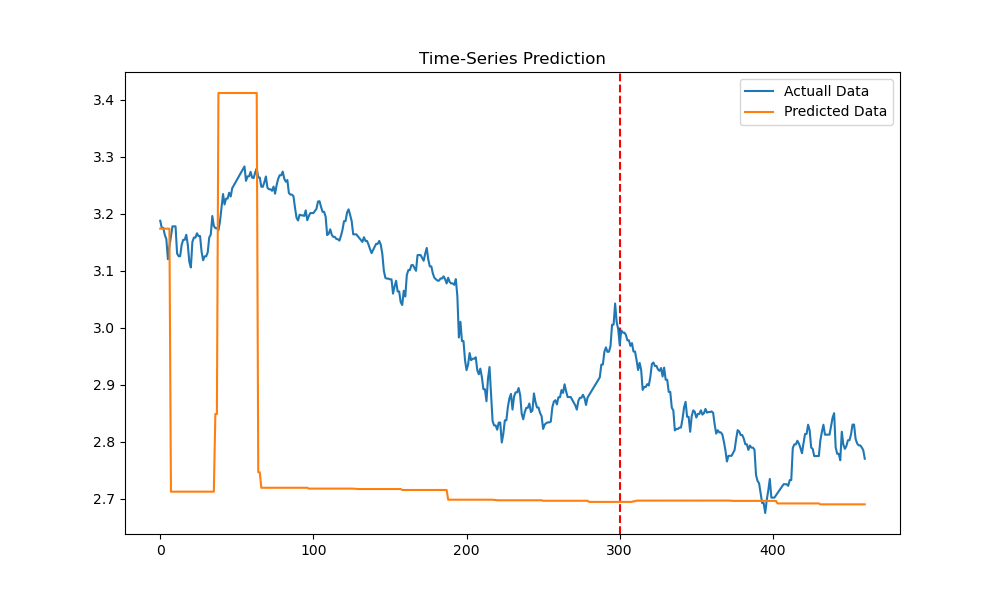 Time-Series Prediction
Actuall Data
Predicted Data
3.4
3.3
3.2
3.1
3.0
2.9
2.8
2.7
0 100 200 300 400